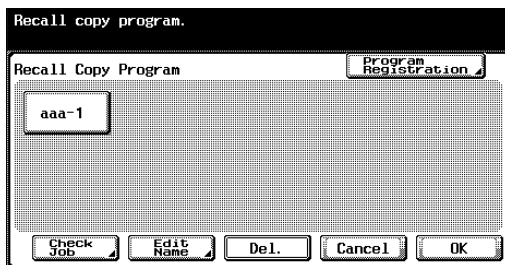 Recall copy program.
Recall Copy Program
Program
Registration
aaa-1
Check
Job
Edit
Name
Del.
Cancel
OK